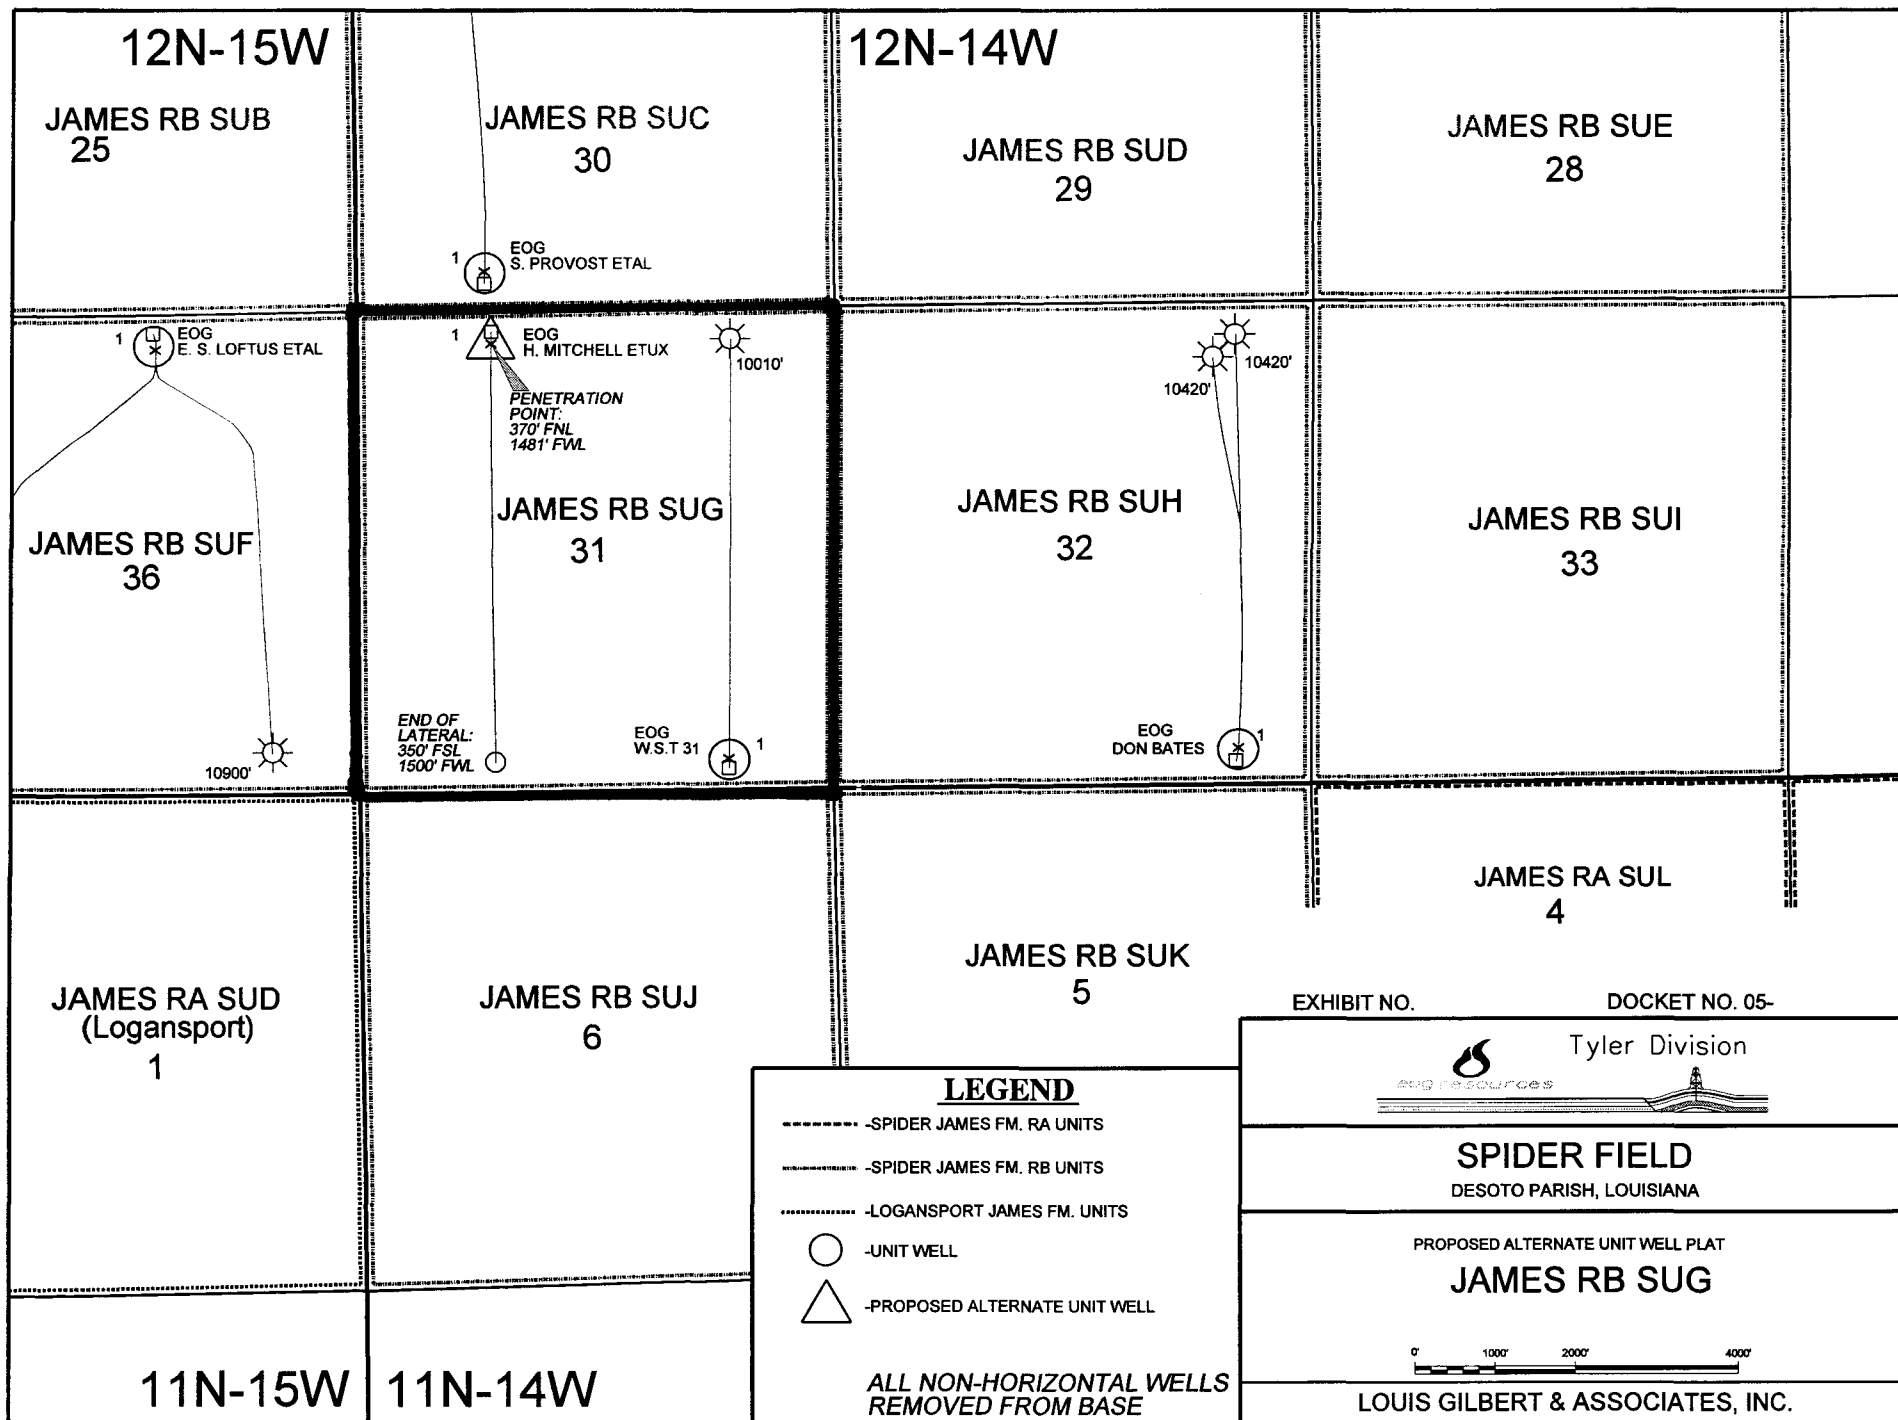 12N-15W
12N-14W
JAMES RB SUB
25
JAMES RB SUC
30
JAMES RB SUD
29
JAMES RB SUE
28
1
EOG
S. PROVOST ETAL
1
EOG
E. S. LOFTUS ETAL
1
EOG
H. MITCHELL ETUX
PENETRATION
POINT:
370' FNL
1481' FWL
10010'
10420'
10420'
JAMES RB SUF
36
JAMES RB SUG
31
JAMES RB SUH
32
JAMES RB SUI
33
10900'
END OF
LATERAL:
350' FSL
1500' FWL
EOG
W.S.T 31
1
EOG
DON BATES
1
JAMES RA SUD
(Logansport)
1
JAMES RB SUJ
6
JAMES RB SUK
5
JAMES RA SUL
4
11N-15W
11N-14W
LEGEND
-SPIDER JAMES FM. RA UNITS
-SPIDER JAMES FM. RB UNITS
-LOGANSPORT JAMES FM. UNITS
-UNIT WELL
-PROPOSED ALTERNATE UNIT WELL
ALL NON-HORIZONTAL WELLS
REMOVED FROM BASE
EXHIBIT NO.
DOCKET NO. 05-
Tyler Division
eog resources
SPIDER FIELD
DESOTO PARISH, LOUISIANA
PROPOSED ALTERNATE UNIT WELL PLAT
JAMES RB SUG
0' 1000' 2000' 4000'
LOUIS GILBERT & ASSOCIATES, INC.